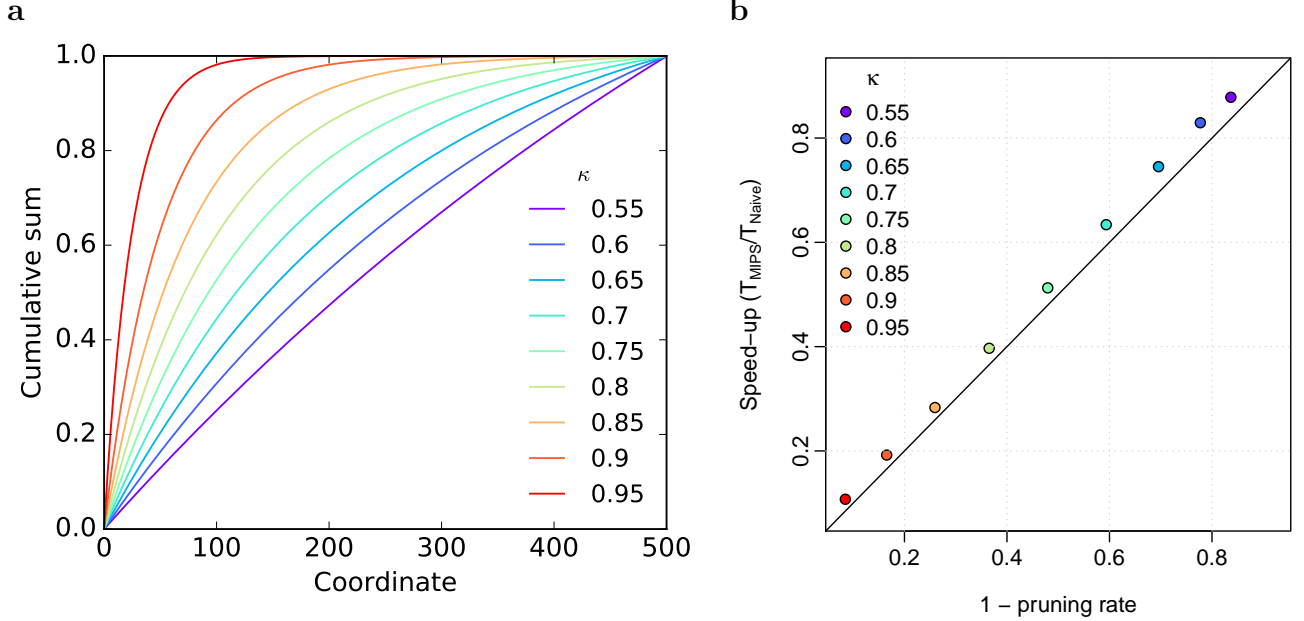 a
Cumulative sum
1.0
0.8
0.6
0.4
0.2
0.0
0 100 200 300 400 500
Coordinate
κ
0.55
0.6
0.65
0.7
0.75
0.8
0.85
0.9
0.95
b
Speed−up (T_MIPS/T_Naive)
0.8
0.6
0.4
0.2
0.2 0.4 0.6 0.8
1 − pruning rate
κ
0.55
0.6
0.65
0.7
0.75
0.8
0.85
0.9
0.95